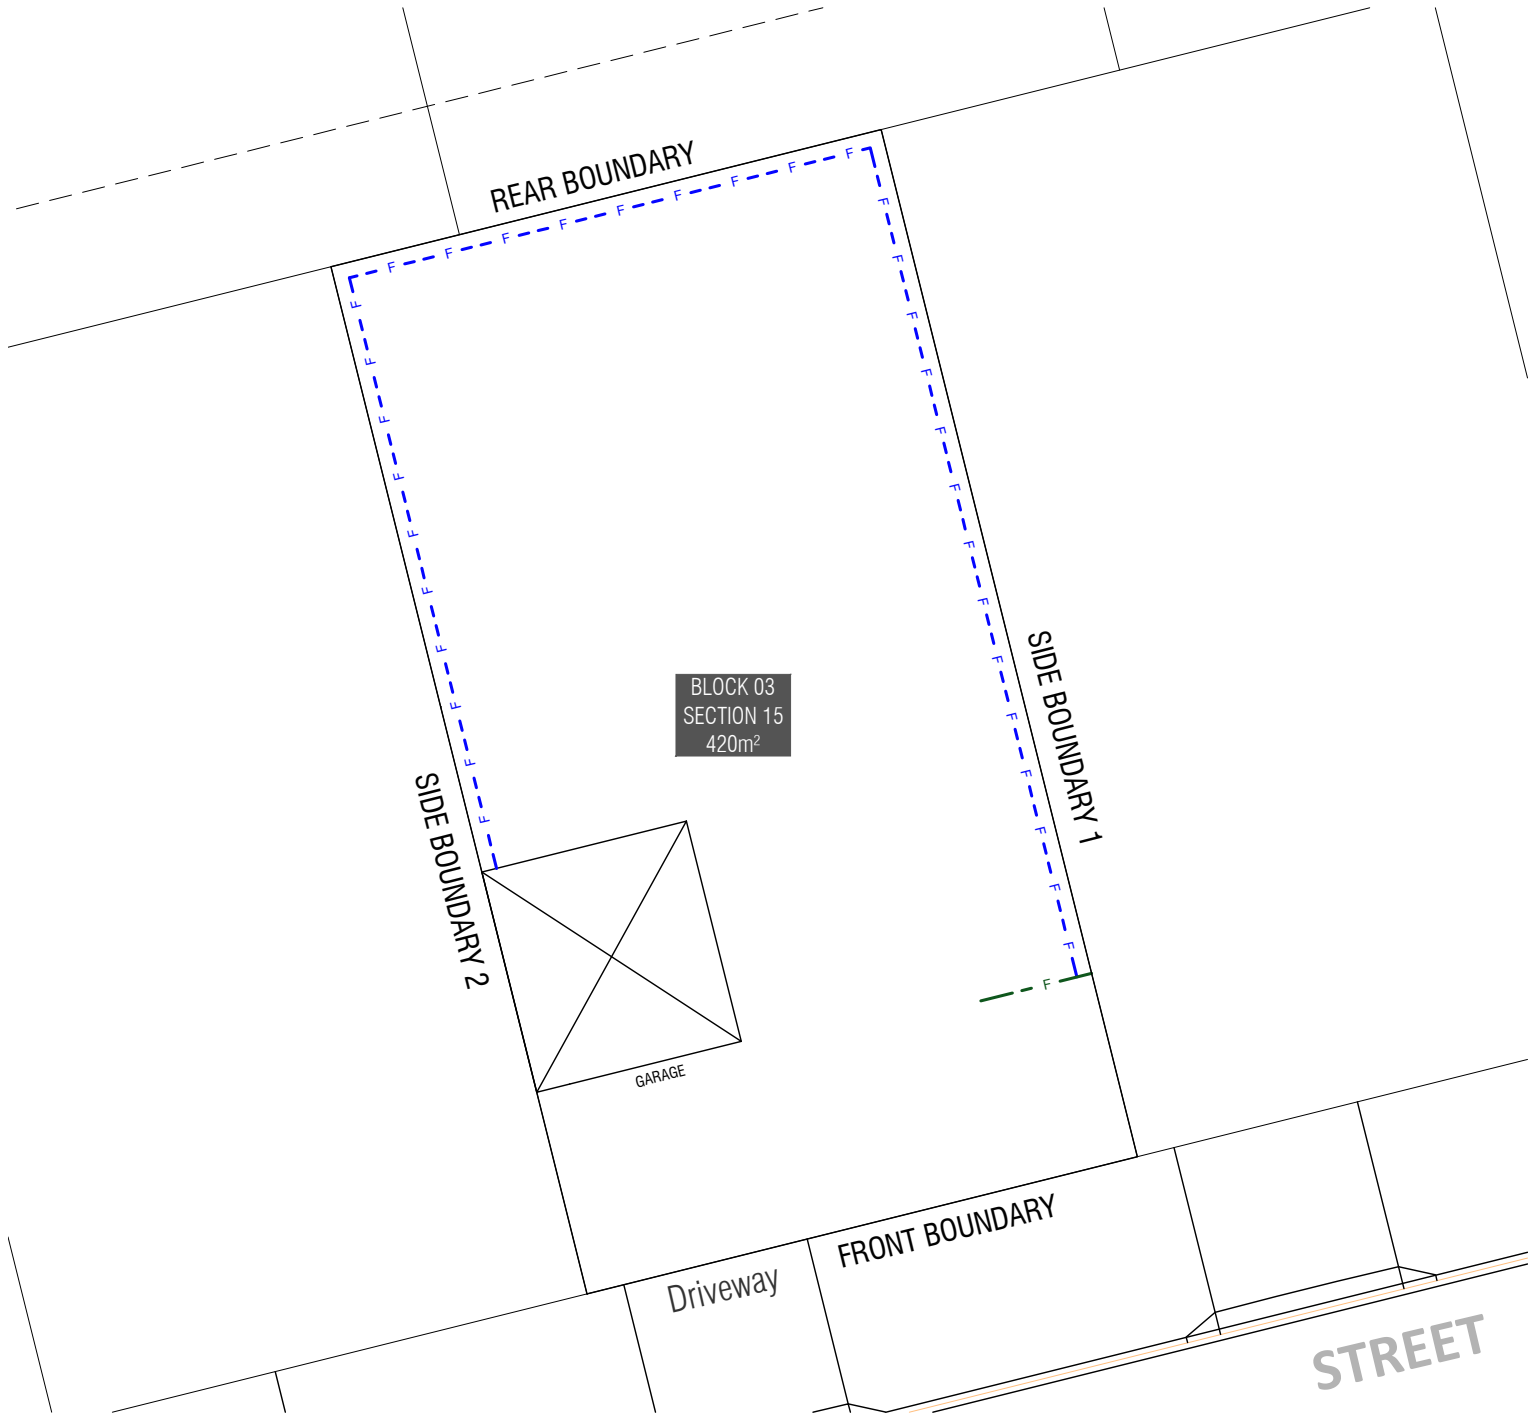 REAR BOUNDARY
F F F F F F F F F
F F F F F F F F F F
F F F F F F F F F F F F F F
BLOCK 03
SECTION 15
420m²
SIDE BOUNDARY 1
SIDE BOUNDARY 2
F
GARAGE
FRONT BOUNDARY
Driveway
STREET